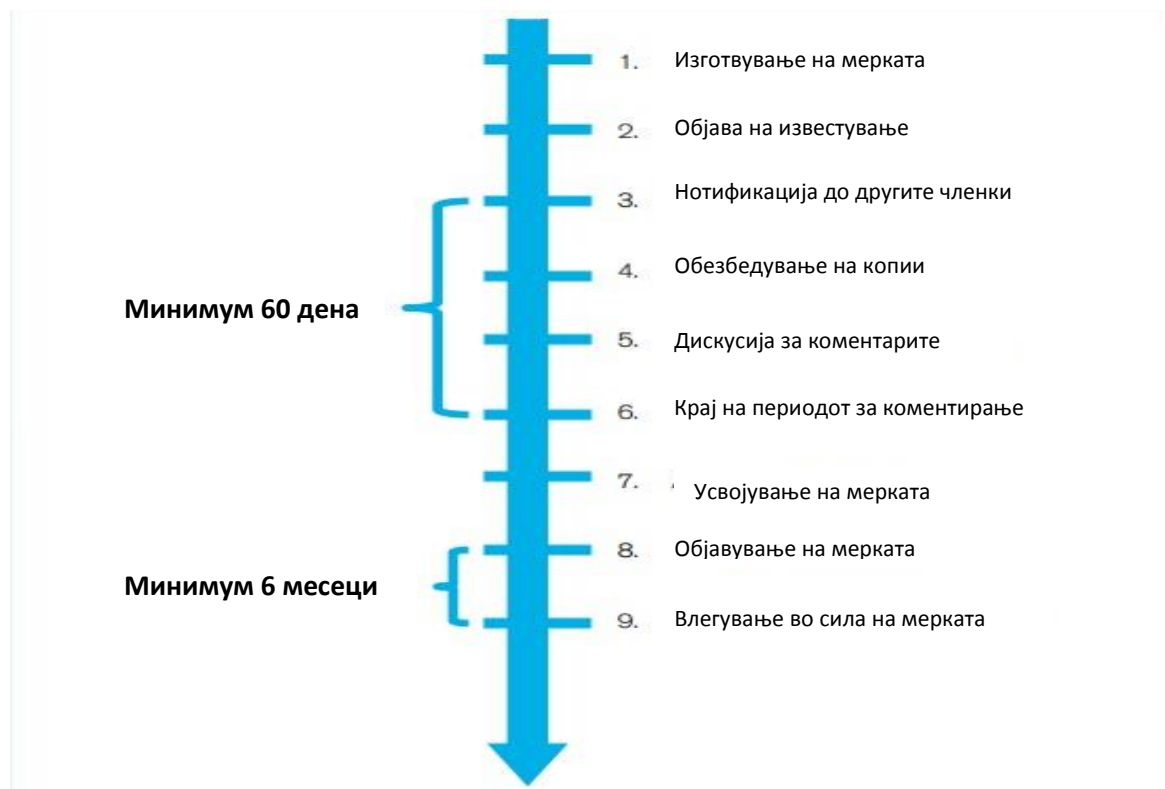 1. Изготвување на мерката
2. Објава на известување
3. Нотификација до другите членки
4. Обезбедување на копии
Минимум 60 дена
5. Дискусија за коментарите
6. Крај на периодот за коментирање
7. Усвојување на мерката
8. Објавување на мерката
Минимум 6 месеци
9. Влегување во сила на мерката